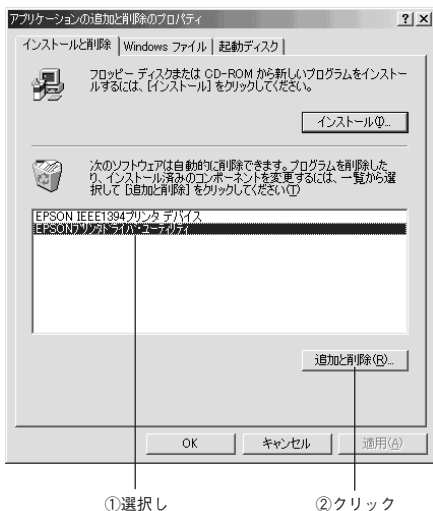 アプリケーションの追加と削除のプロパティ
? ×
インストールと削除 Windows ファイル 起動ディスク
フロッピー ディスクまたは CD-ROM から新しいプログラムをインストー
ルするには、[インストール] をクリックしてください。
インストール(I)...
次のソフトウェアは自動的に削除できます。プログラムを削除した
り、インストール済みのコンポーネントを変更するには、一覧から選
択して [追加と削除] をクリックしてください(T)
EPSON IEEE1394プリンタ デバイス
EPSONプリンタドライバ・ユーティリティ
追加と削除(R)...
OK キャンセル 適用(A)
①選択し ②クリック